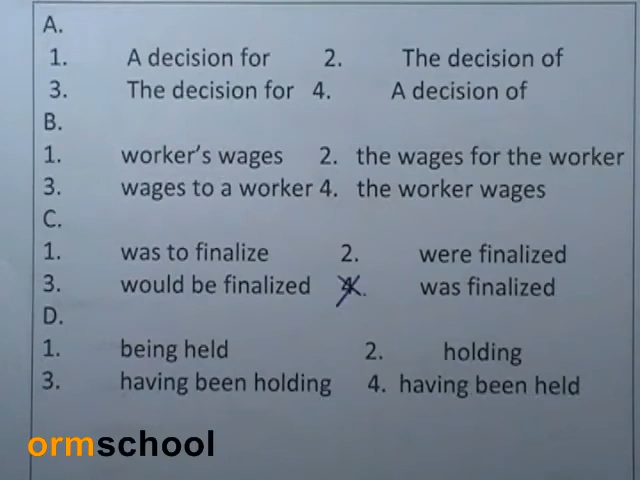 A.
1. A decision for 2. The decision of
3. The decision for 4. A decision of
B.
1. worker's wages 2. the wages for the worker
3. wages to a worker 4. the worker wages
C.
1. was to finalize 2. were finalized
3. would be finalized 4. was finalized
D.
1. being held 2. holding
3. having been holding 4. having been held
ormschool